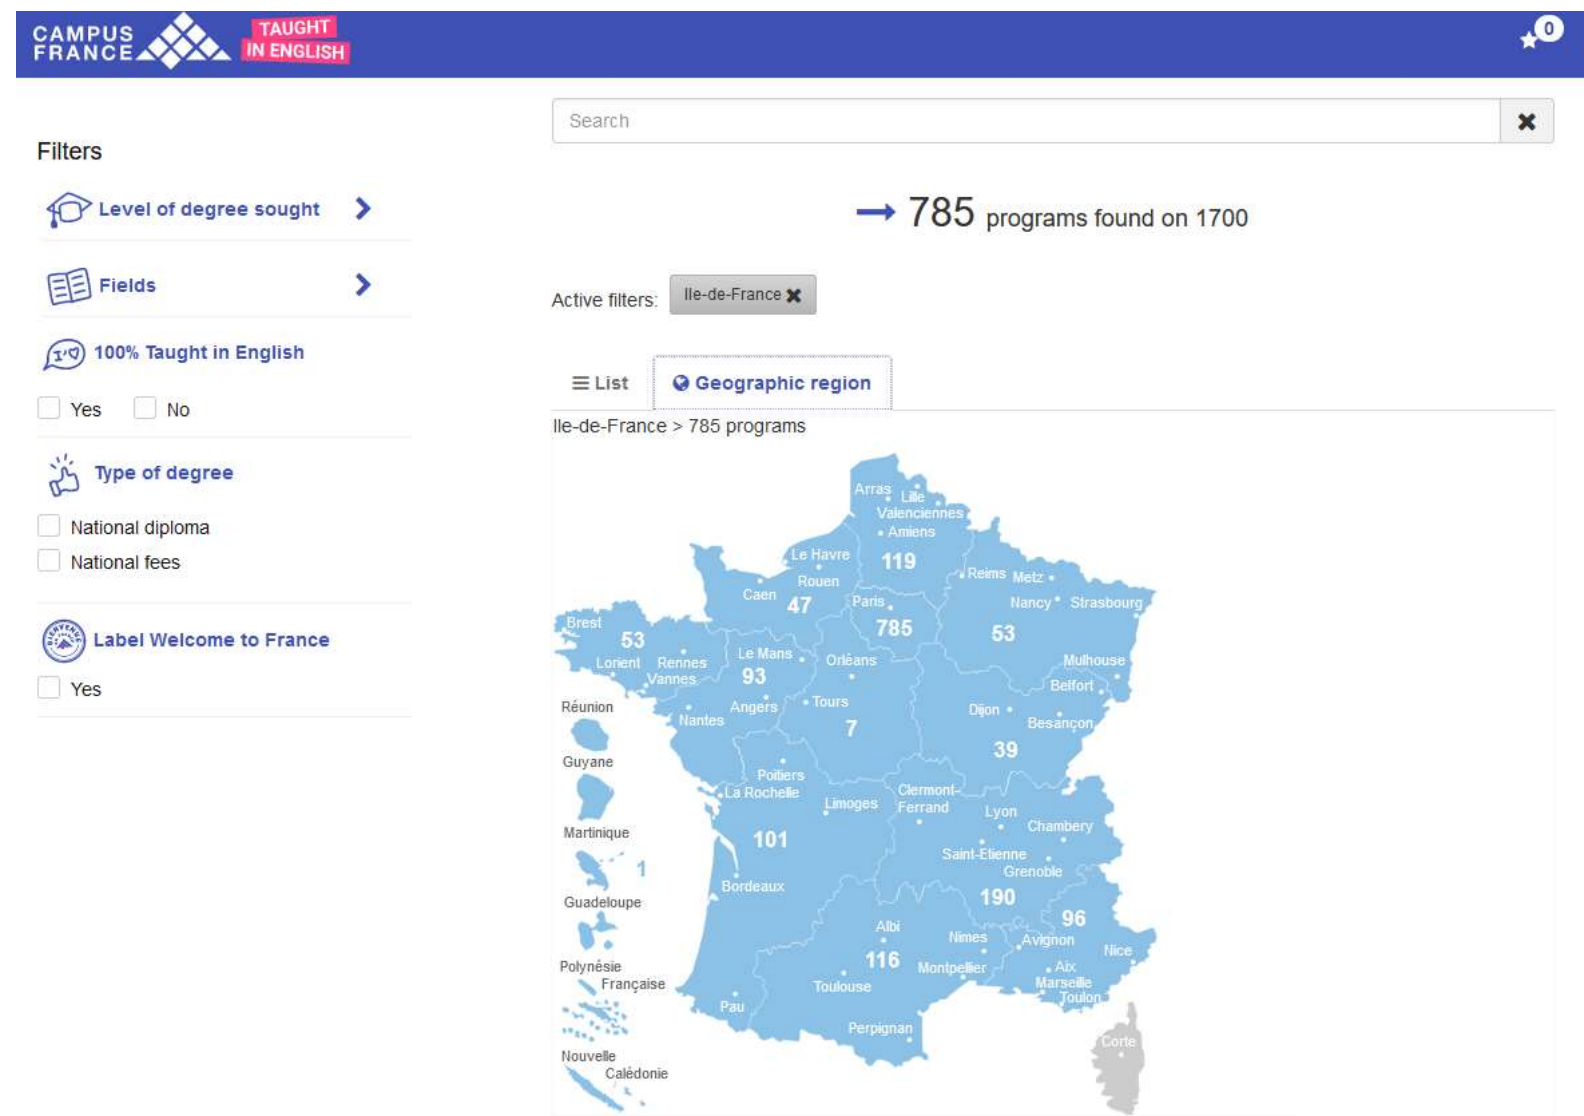 CAMPUS
FRANCE
TAUGHT
IN ENGLISH
0
Search
Filters
Level of degree sought
785 programs found on 1700
Fields
Active filters: Ile-de-France
100% Taught in English
Yes No
List Geographic region
Ile-de-France > 785 programs
Type of degree
National diploma
National fees
Label Welcome to France
Yes
Arras Lille
Valenciennes
Amiens
119
Le Havre
Rouen
Caen
47
Reims Metz
Nancy Strasbourg
53
Paris
785
Mulhouse
Brest
53
Lorient Rennes
Vannes
Le Mans
93
Angers
Nantes
Orléans
Tours
7
Belfort
Dijon
Besançon
39
Réunion
Guyane
Martinique
1
Guadeloupe
Polynésie
Française
Nouvelle
Calédonie
Poitiers
La Rochelle
Limoges
101
Bordeaux
Pau
Clermont-
Ferrand
Lyon
Chambery
Saint-Etienne
Grenoble
190
96
Avignon
Nice
Aix
Marseille
Toulon
Albi
Nimes
116
Montpellier
Toulouse
Perpignan
Corte